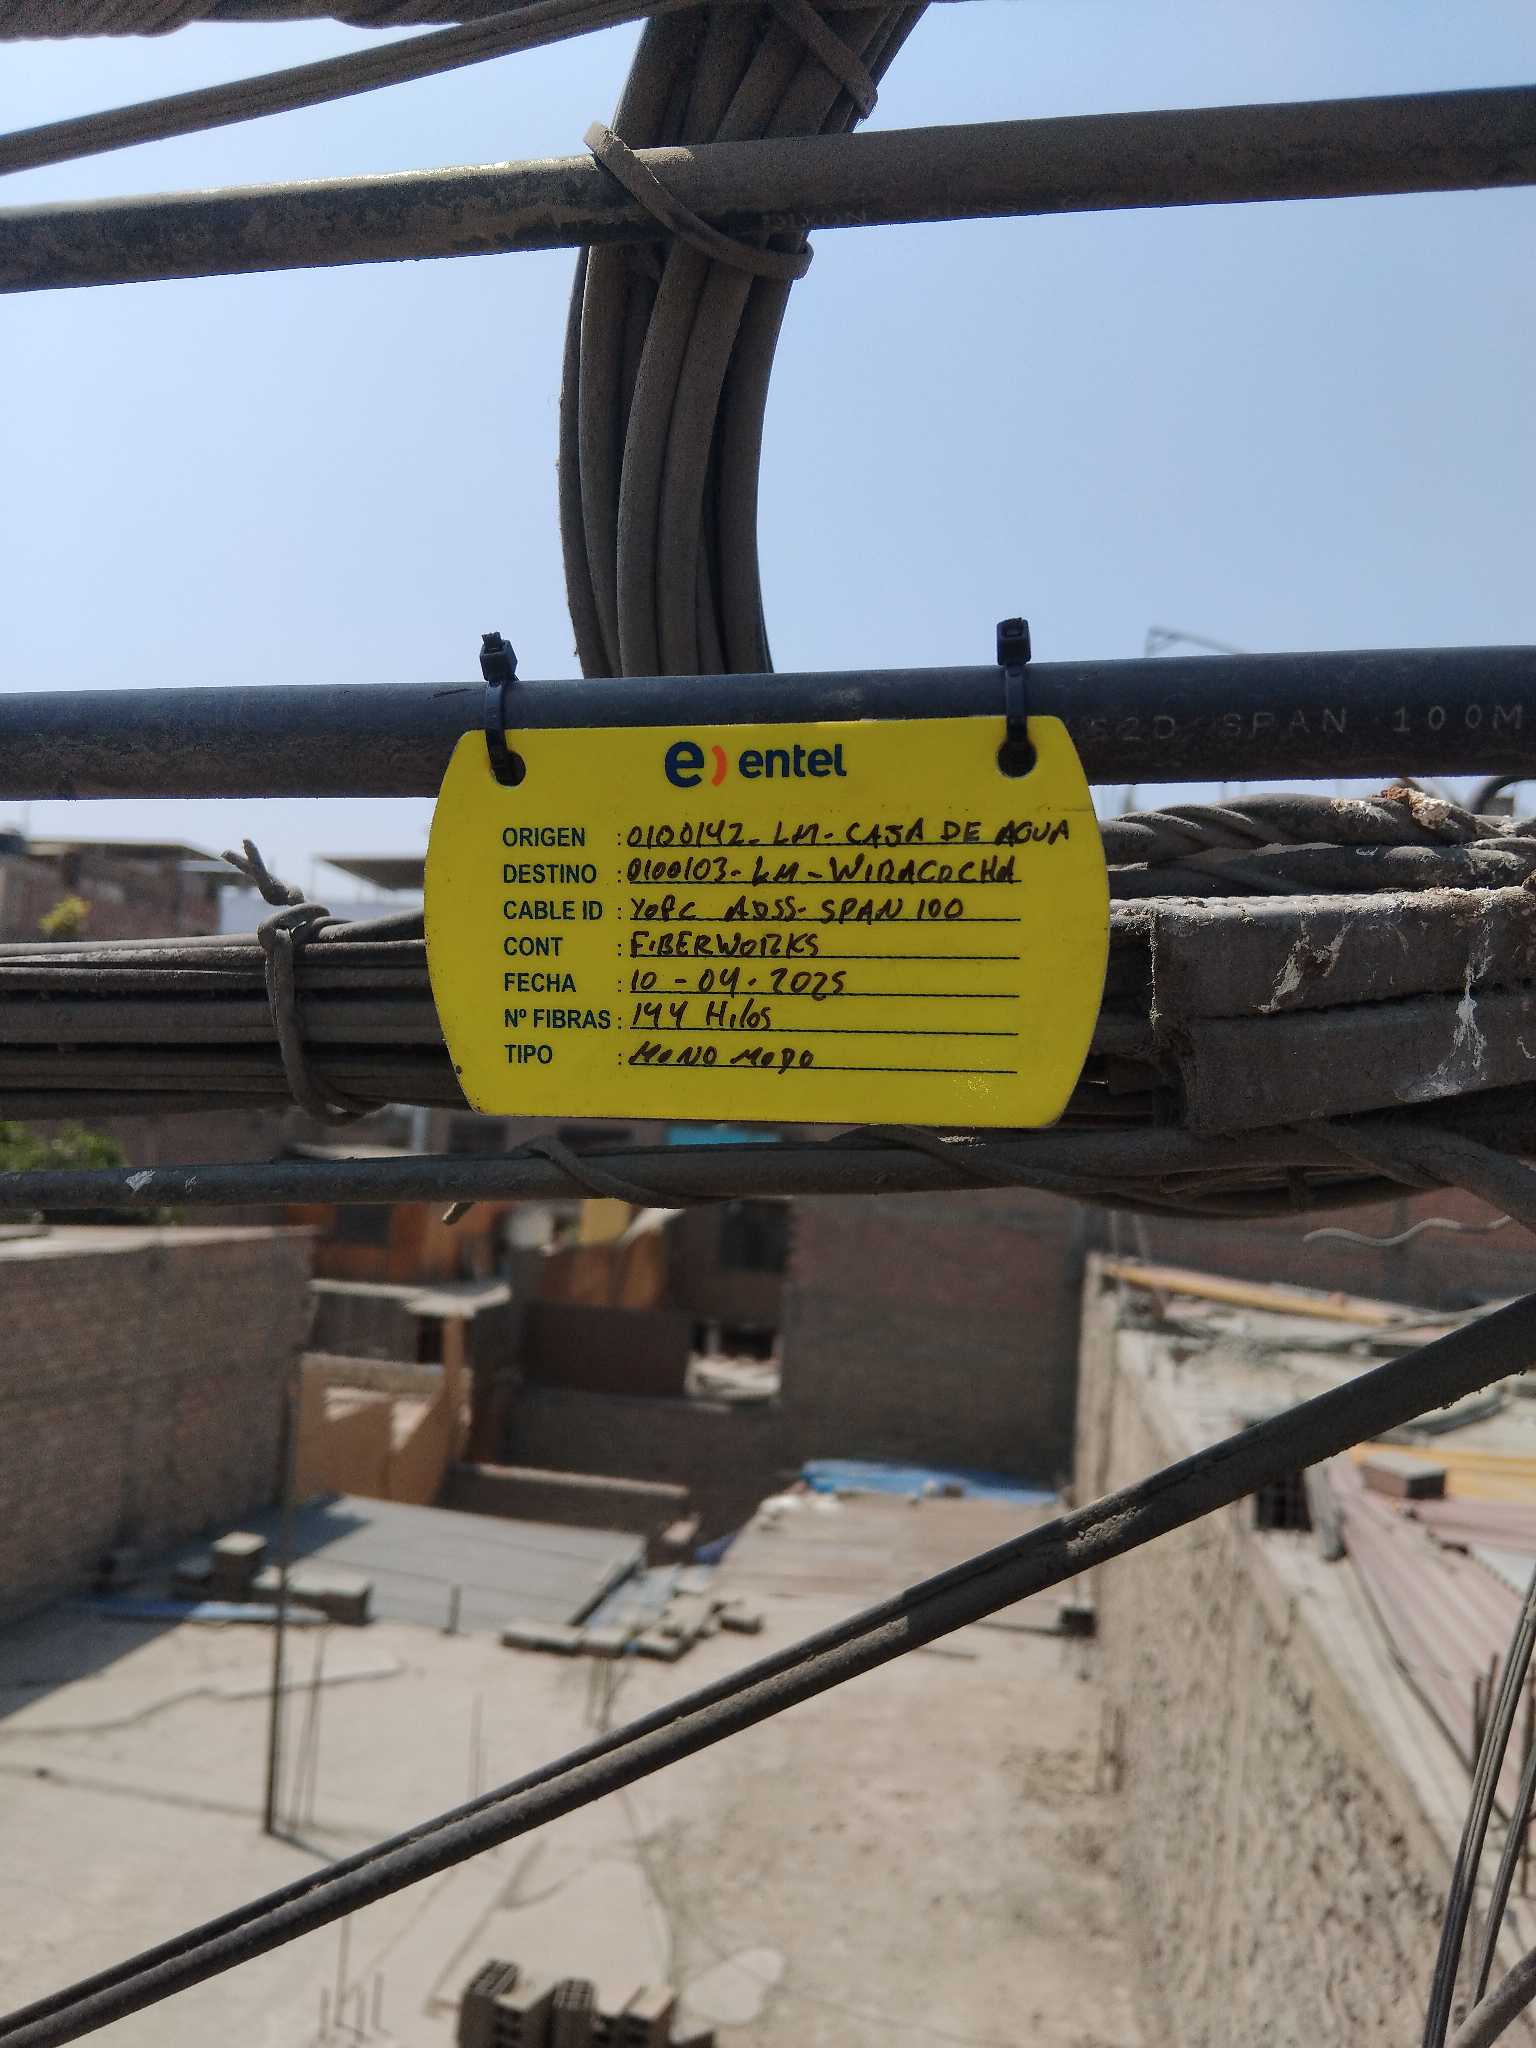 S2D SPAN 100M
e) entel
ORIGEN : 0100142-LM-CAJA DE AGUA
DESTINO : 0100103-LM-WIRACOCHA
CABLE ID : YOFC ADSS-SPAN 100
CONT : FIBERWORKS
FECHA : 10-04-2025
Nº FIBRAS : 144 Hilos
TIPO : MONO MODO